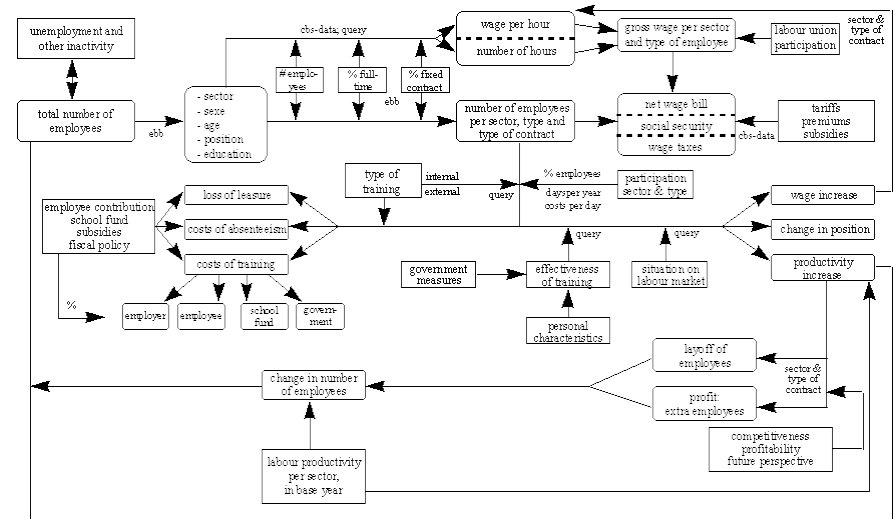 unemployment and
other inactivity
cbs-data; query
wage per hour
number of hours
gross wage per sector
and type of employee
labour union
participation
sector &
type of
contract
# emplo-
yees
% full-
time
% fixed
contract
total number of
employees
ebb
- sector
- sexe
- age
- position
- education
ebb
number of employees
per sector, type and
type of contract
net wage bill
social security
wage taxes
cbs-data
tariffs
premiums
subsidies
type of
training
internal
external
query
% employees
days per year
costs per day
participation
sector & type
employee contribution
school fund
subsidies
fiscal policy
loss of leasure
costs of absenteeism
costs of training
wage increase
change in position
productivity
increase
query
query
government
measures
effectiveness
of training
situation on
labour market
%
employer
employee
school
fund
govern-
ment
personal
characteristics
layoff of
employees
sector &
type of
contract
change in number
of employees
profit:
extra employees
competitiveness
profitability
future perspective
labour productivity
per sector,
in base year